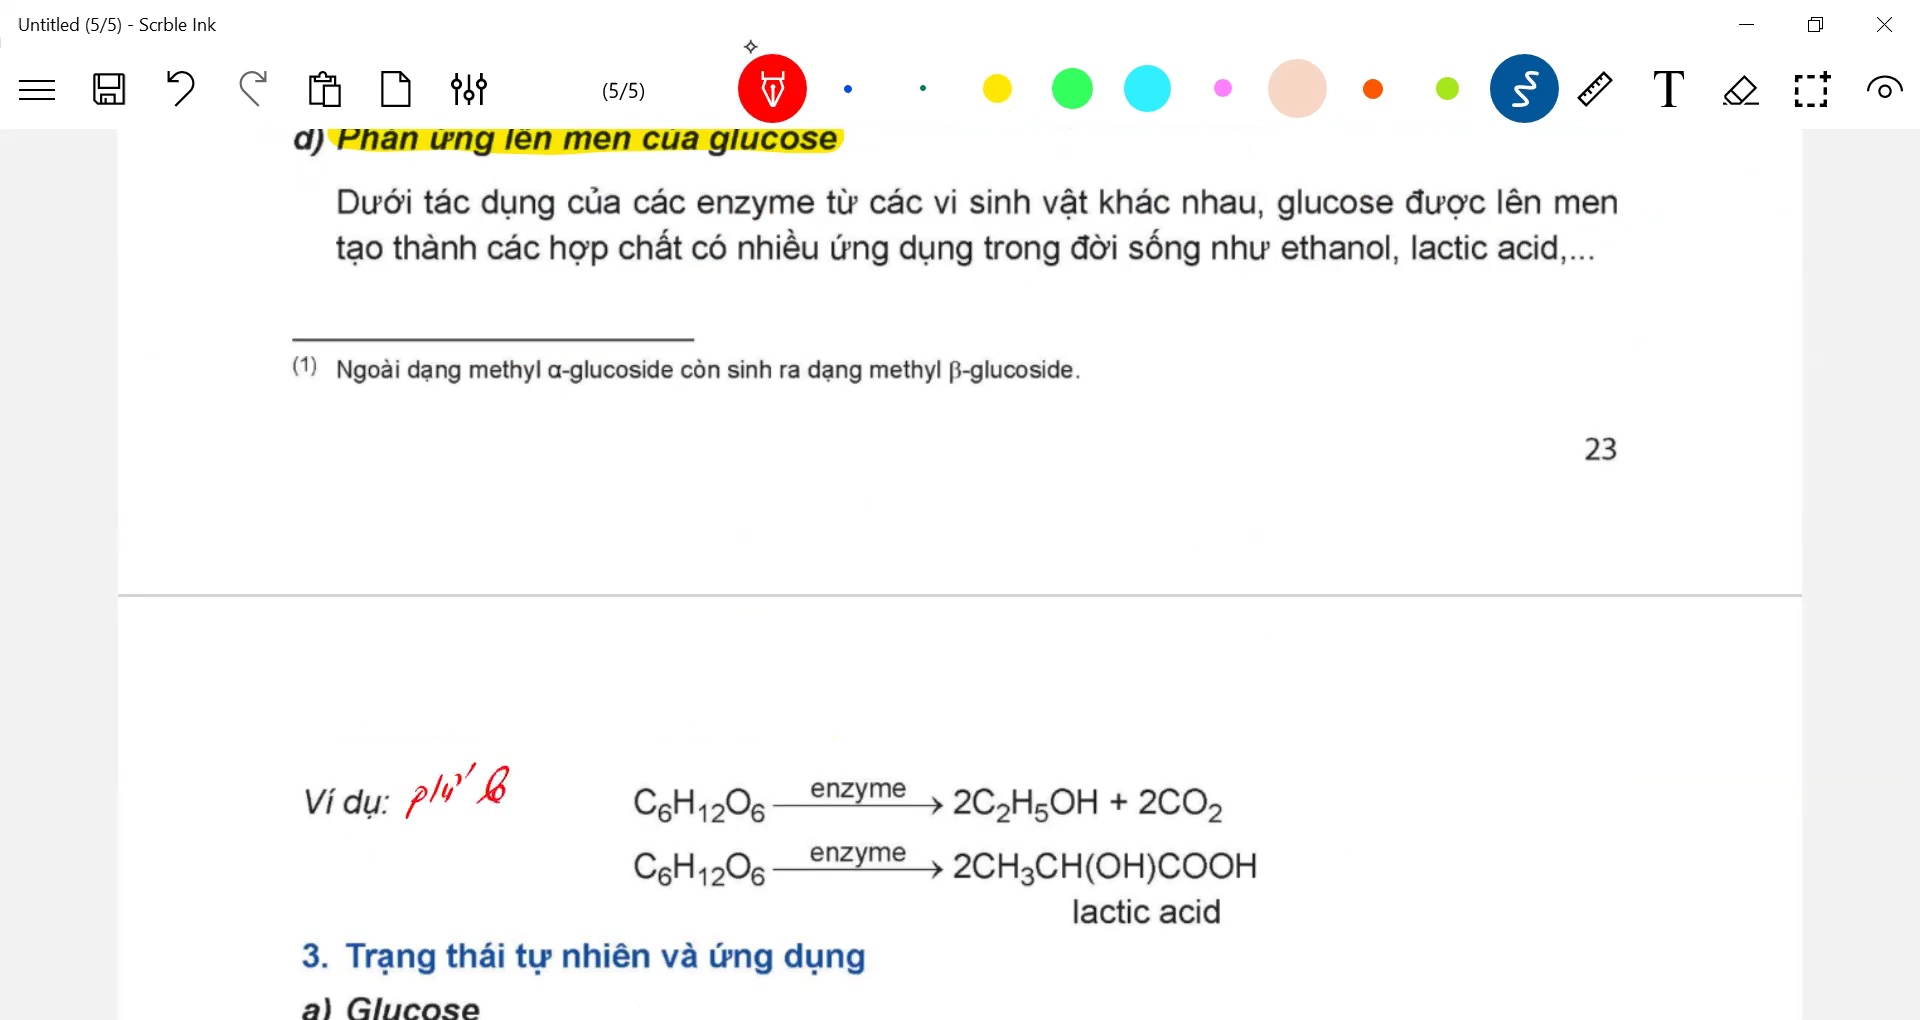 Untitled (5/5) - Scrble Ink
(5/5)
T
d) Phản ứng lên men của glucose
Dưới tác dụng của các enzyme từ các vi sinh vật khác nhau, glucose được lên men
tạo thành các hợp chất có nhiều ứng dụng trong đời sống như ethanol, lactic acid,...
(1) Ngoài dạng methyl α-glucoside còn sinh ra dạng methyl β-glucoside.
23
Ví dụ: C₆H₁₂O₆ enzyme → 2C₂H₅OH + 2CO₂
C₆H₁₂O₆ enzyme → 2CH₃CH(OH)COOH
lactic acid
3. Trạng thái tự nhiên và ứng dụng
a) Glucose